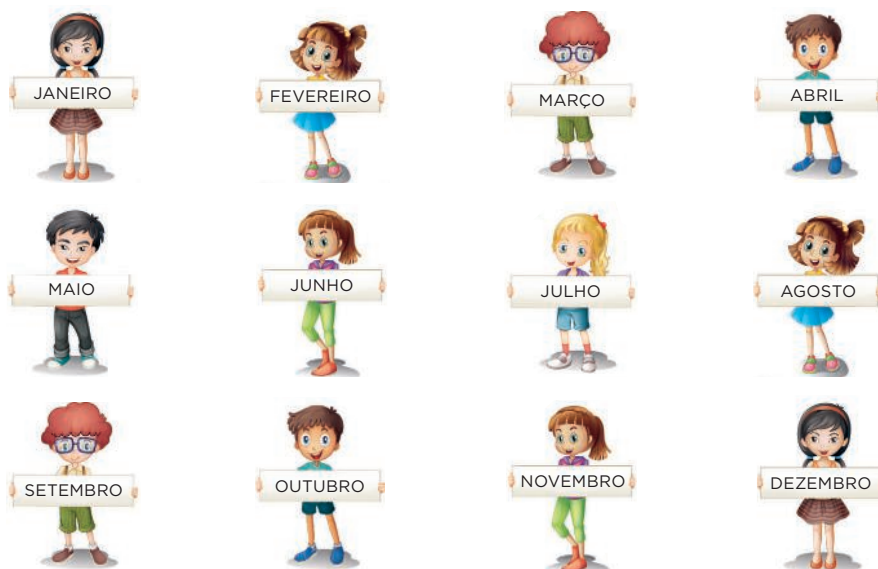 JANEIRO
FEVEREIRO
MARÇO
ABRIL
MAIO
JUNHO
JULHO
AGOSTO
SETEMBRO
OUTUBRO
NOVEMBRO
DEZEMBRO